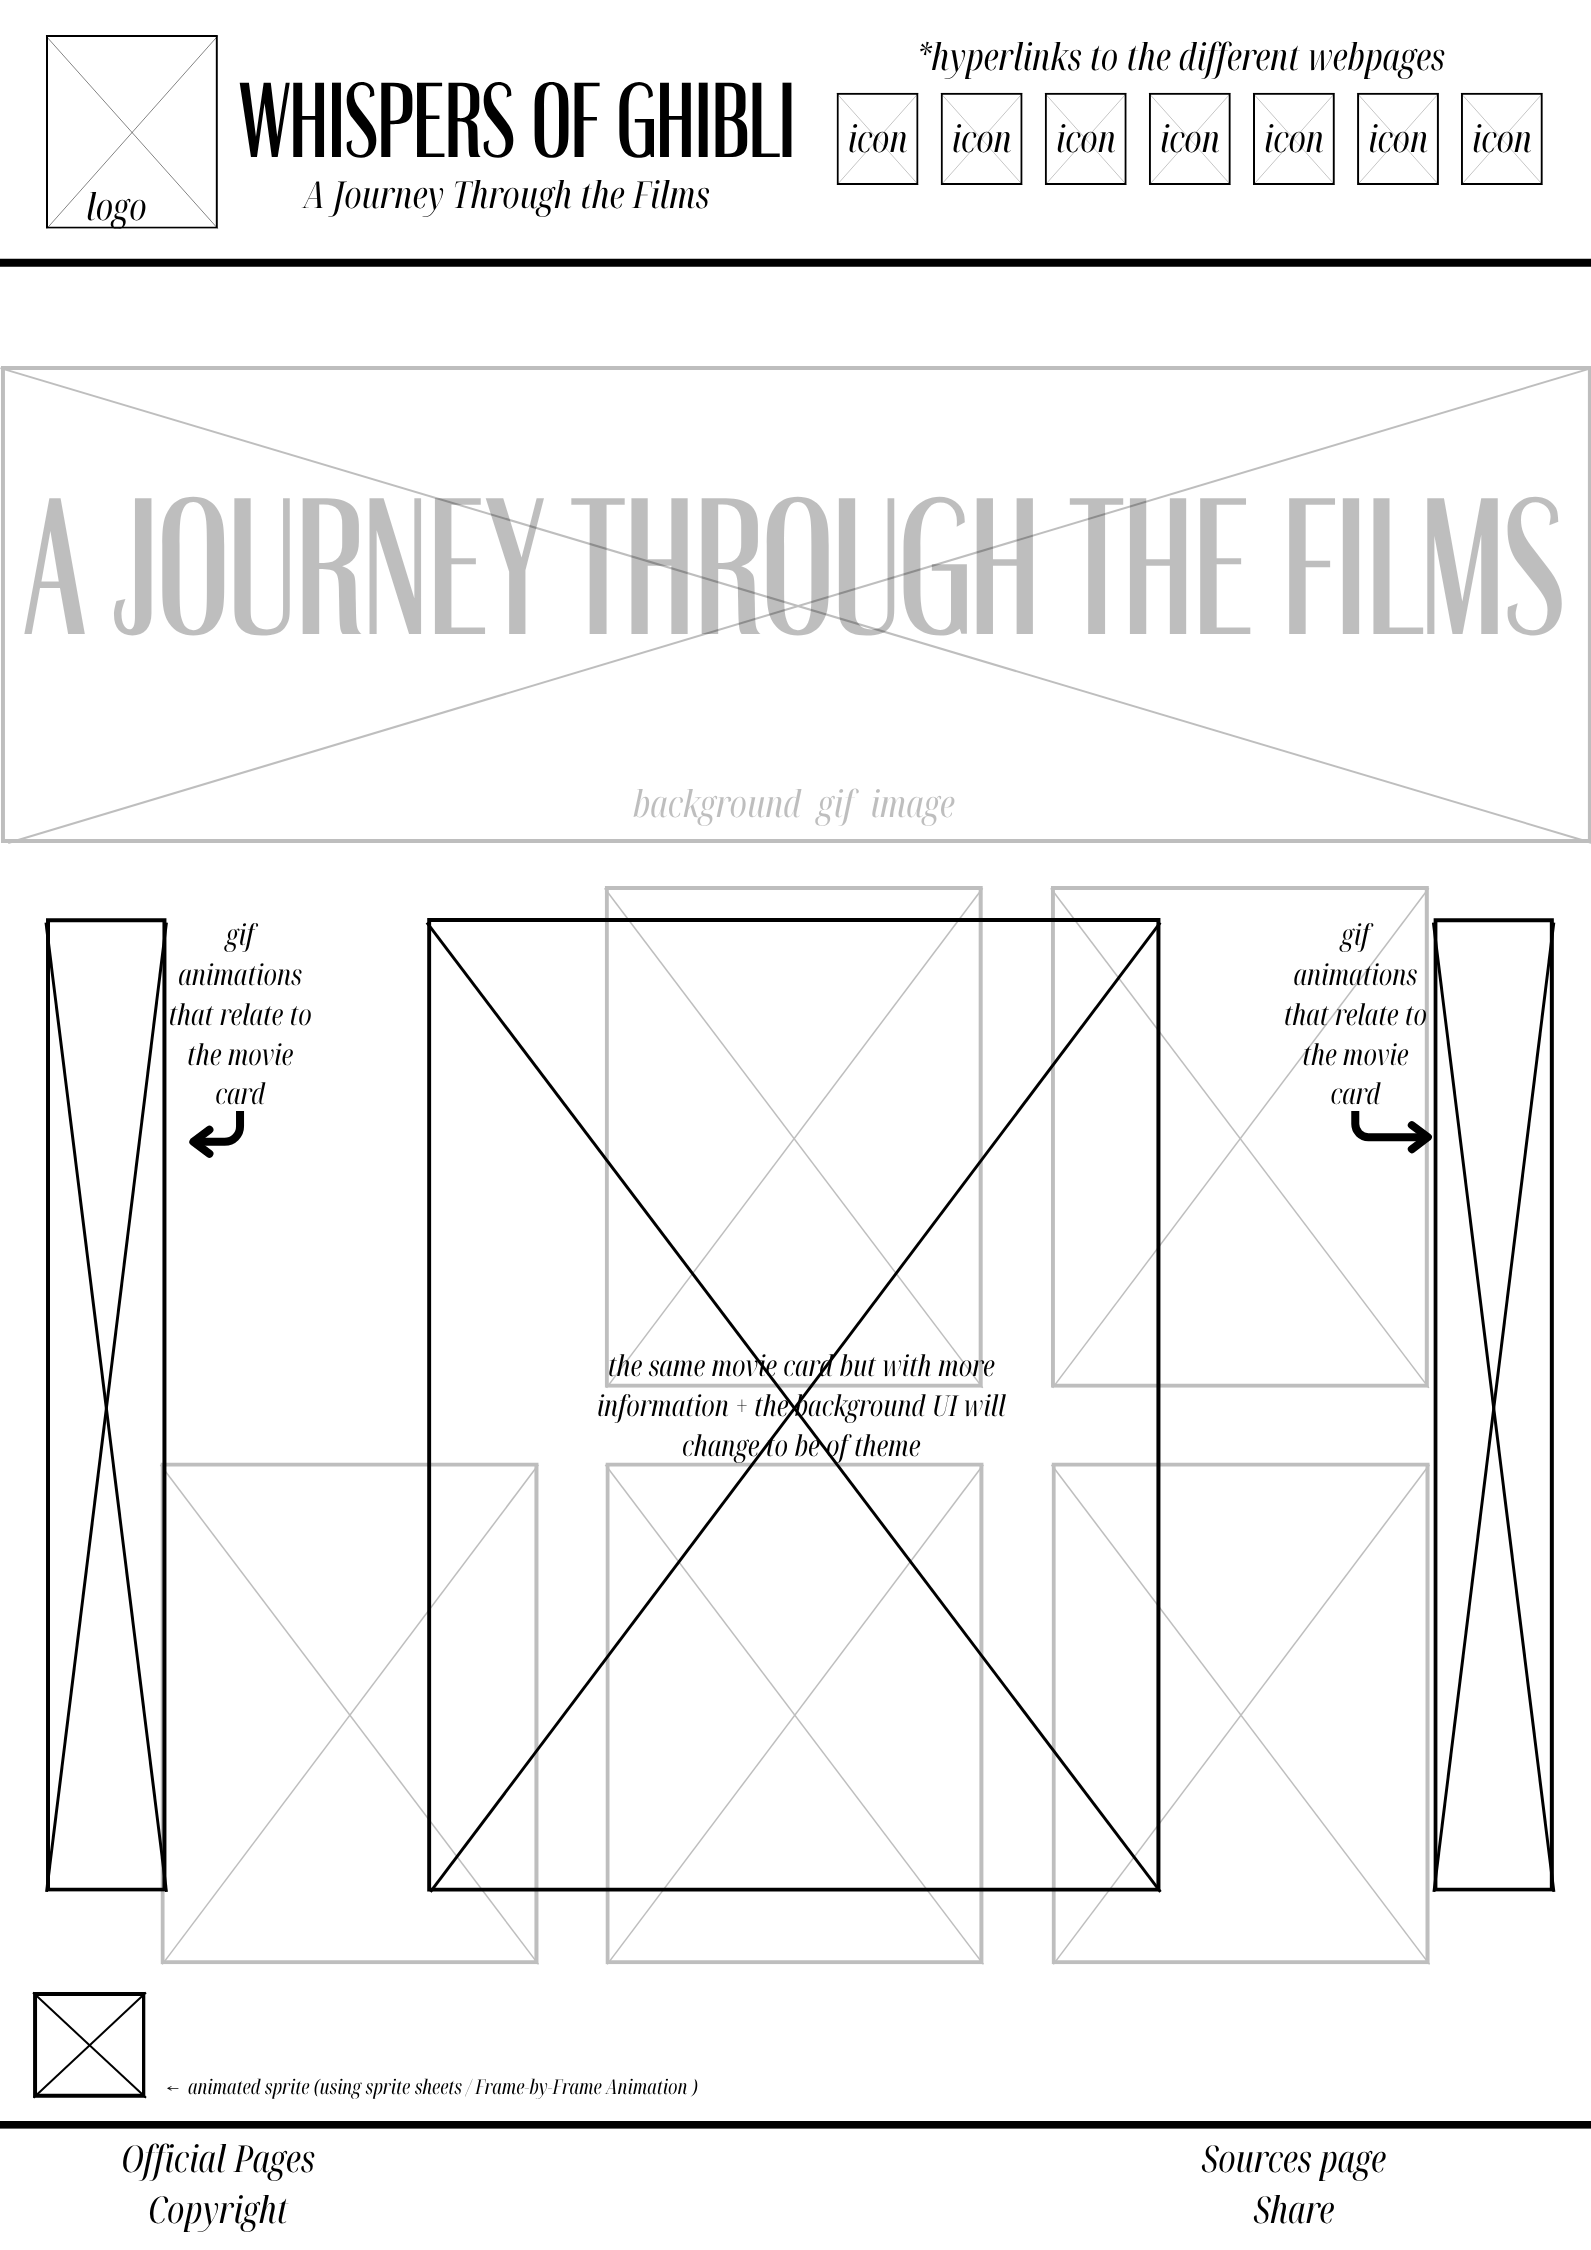 *hyperlinks to the different webpages
logo
WHISPERS OF GHIBLI
A Journey Through the Films
icon icon icon icon icon icon icon
A JOURNEY THROUGH THE FILMS
background gif image
gif
animations
that relate to
the movie
card
gif
animations
that relate to
the movie
card
the same movie card but with more
information + the background UI will
change to be of theme
← animated sprite (using sprite sheets / Frame-by-Frame Animation )
Official Pages
Copyright
Sources page
Share